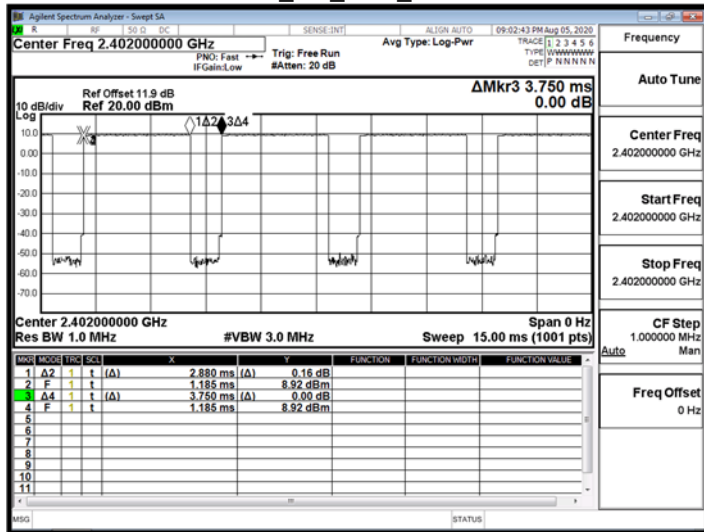 Agilent Spectrum Analyzer - Swept SA
R RF 50 Ω DC SENSE:INT ALIGN AUTO 09:02:43 PM Aug 05, 2020
Center Freq 2.402000000 GHz
PNO: Fast
IFGain:Low
Trig: Free Run
#Atten: 20 dB
Avg Type: Log-Pwr
TRACE 1 2 3 4 5 6
TYPE WWWWWWW
DET P N N N N N
ΔMkr3 3.750 ms
0.00 dB
Ref Offset 11.9 dB
10 dB/div Ref 20.00 dBm
Log
1Δ2 3Δ4
10.0
0.00
-10.0
-20.0
-30.0
-40.0
-50.0
-60.0
-70.0
Center 2.402000000 GHz Span 0 Hz
Res BW 1.0 MHz #VBW 3.0 MHz Sweep 15.00 ms (1001 pts)
MKR MODE TRC SCL X Y FUNCTION FUNCTION WIDTH FUNCTION VALUE
1 Δ2 1 t (Δ) 2.880 ms (Δ) 0.16 dB
2 F 1 t 1.185 ms 8.92 dBm
3 Δ4 1 t (Δ) 3.750 ms (Δ) 0.00 dB
4 F 1 t 1.185 ms 8.92 dBm
5
6
7
8
9
10
11
MSG STATUS
Frequency
Auto Tune
Center Freq
2.402000000 GHz
Start Freq
2.402000000 GHz
Stop Freq
2.402000000 GHz
CF Step
1.000000 MHz
Auto Man
Freq Offset
0 Hz